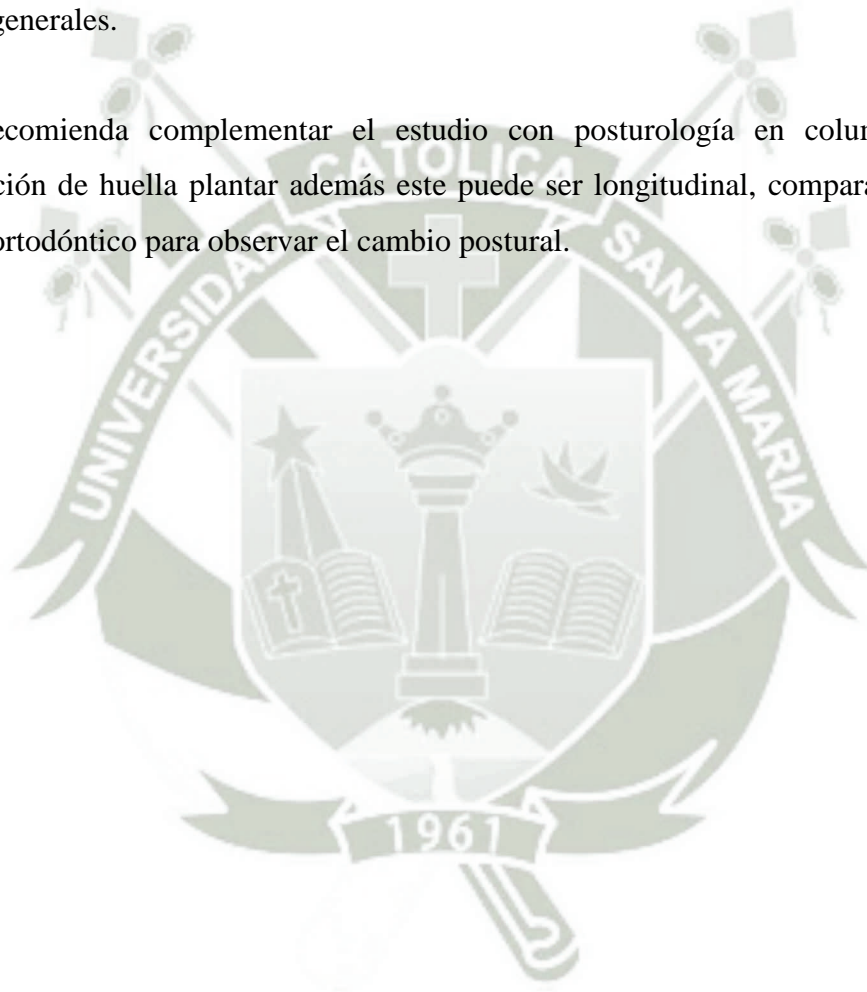 generales.
ecomienda complementar el estudio con posturología en colu
ción de huella plantar además este puede ser longitudinal, compara
ortodóntico para observar el cambio postural.
UNIVERSIDAD CATOLICA SANTA MARIA
1961